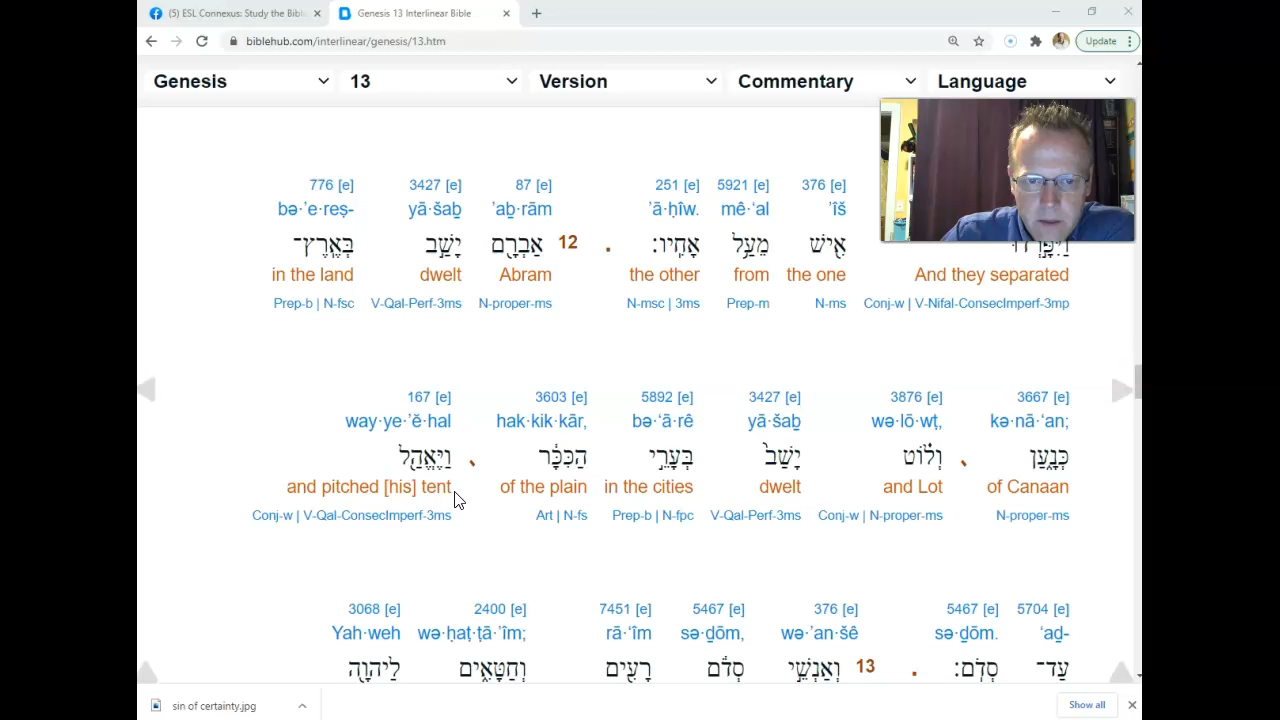 (5) ESL Connexus: Study the Bibl
Genesis 13 Interlinear Bible
biblehub.com/interlinear/genesis/13.htm
Update
Genesis 13 Version Commentary Language
776 [e] 3427 [e] 87 [e] 251 [e] 5921 [e] 376 [e]
bə·’e·reṣ- yā·šaḇ ’aḇ·rām ’ā·ḥîw. mê·‘al ’îš
וַיִּפָּ֣רְד֔וּ אִ֖ישׁ מֵעַ֥ל אָחִֽיו׃ . 12 אַבְרָ֖ם יָשַׁ֣ב בְּאֶֽרֶץ־
in the land dwelt Abram the other from the one And they separated
Prep-b | N-fsc V-Qal-Perf-3ms N-proper-ms N-msc | 3ms Prep-m N-ms Conj-w | V-Nifal-ConsecImperf-3mp
167 [e] 3603 [e] 5892 [e] 3427 [e] 3876 [e] 3667 [e]
way·ye·’ĕ·hal hak·kik·kār, bə·‘ā·rê yā·šaḇ wə·lō·wṭ, kə·nā·‘an;
כְּנָ֑עַן 、 וְל֗וֹט יָשַׁב֙ בְּעָרֵ֣י הַכִּכָּ֔ר 、 וַיֶּאֱהַ֖ל
and pitched [his] tent of the plain in the cities dwelt and Lot of Canaan
Conj-w | V-Qal-ConsecImperf-3ms Art | N-fs Prep-b | N-fpc V-Qal-Perf-3ms Conj-w | N-proper-ms N-proper-ms
3068 [e] 2400 [e] 7451 [e] 5467 [e] 376 [e] 5467 [e] 5704 [e]
Yah·weh wə·ḥaṭ·ṭā·’îm; rā·‘îm sə·ḏōm, wə·’an·šê sə·ḏōm. ‘aḏ-
עַד־ סְדֹֽם׃ . 13 וְאַנְשֵׁ֣י סְדֹ֔ם רָעִ֖ים וְחַטָּאִ֑ים לַיהוָ֖ה
sin of certainty.jpg
Show all